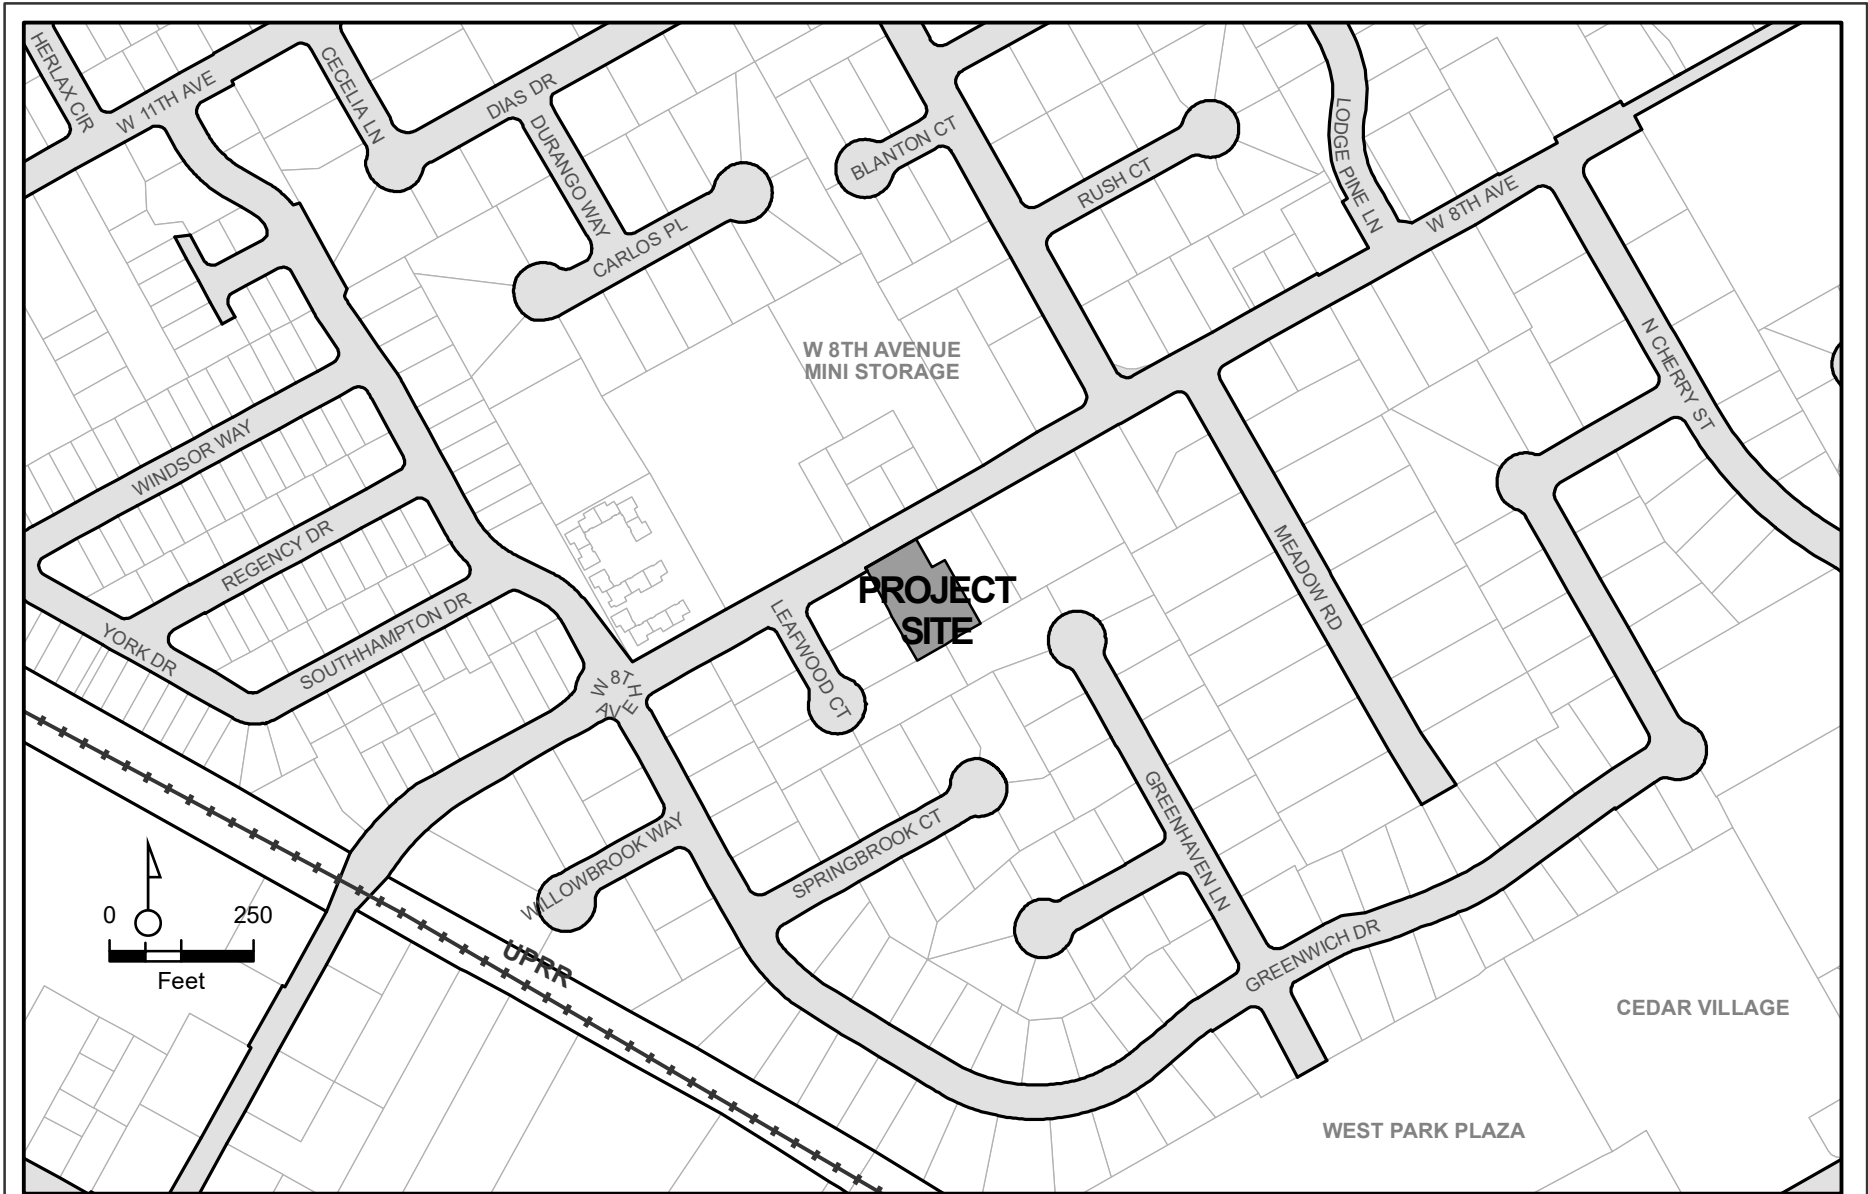 HERLAX CIR
W 11TH AVE
CECELIA LN
DIAS DR
DURANGO WAY
CARLOS PL
BLANTON CT
RUSH CT
LODGE PINE LN
W 8TH AVE
N CHERRY ST
W 8TH AVENUE
MINI STORAGE
WINDSOR WAY
REGENCY DR
SOUTHHAMPTON DR
YORK DR
PROJECT
SITE
LEAFWOOD CT
MEADOW RD
W 8TH
AVE
GREENHAVEN LN
SPRINGBROOK CT
WILLOWBROOK WAY
GREENWICH DR
UPRR
0 250
Feet
CEDAR VILLAGE
WEST PARK PLAZA